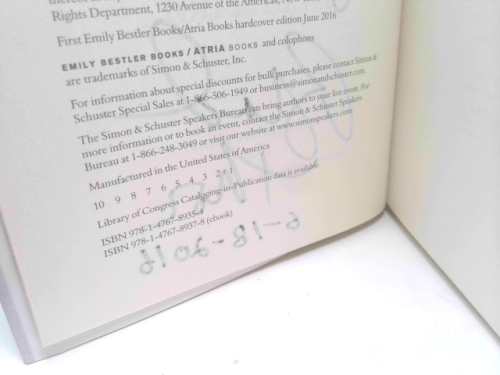 Rights Department, 1230 Avenue of the Americas, New
First Emily Bestler Books/Atria Books hardcover edition June 2016
EMILY BESTLER BOOKS / ATRIA BOOKS and colophons
are trademarks of Simon & Schuster, Inc.
For information about special discounts for bulk purchases, please contact Simon &
Schuster Special Sales at 1-866-506-1949 or business@simonandschuster.com.
The Simon & Schuster Speakers Bureau can bring authors to your live event. For
more information or to book an event, contact the Simon & Schuster Speakers
Bureau at 1-866-248-3049 or visit our website at www.simonspeakers.com.
Manufactured in the United States of America
10 9 8 7 6 5 4 3 2 1
Library of Congress Cataloging-in-Publication data is available.
ISBN 978-1-4767-8935-4
ISBN 978-1-4767-8937-8 (ebook)